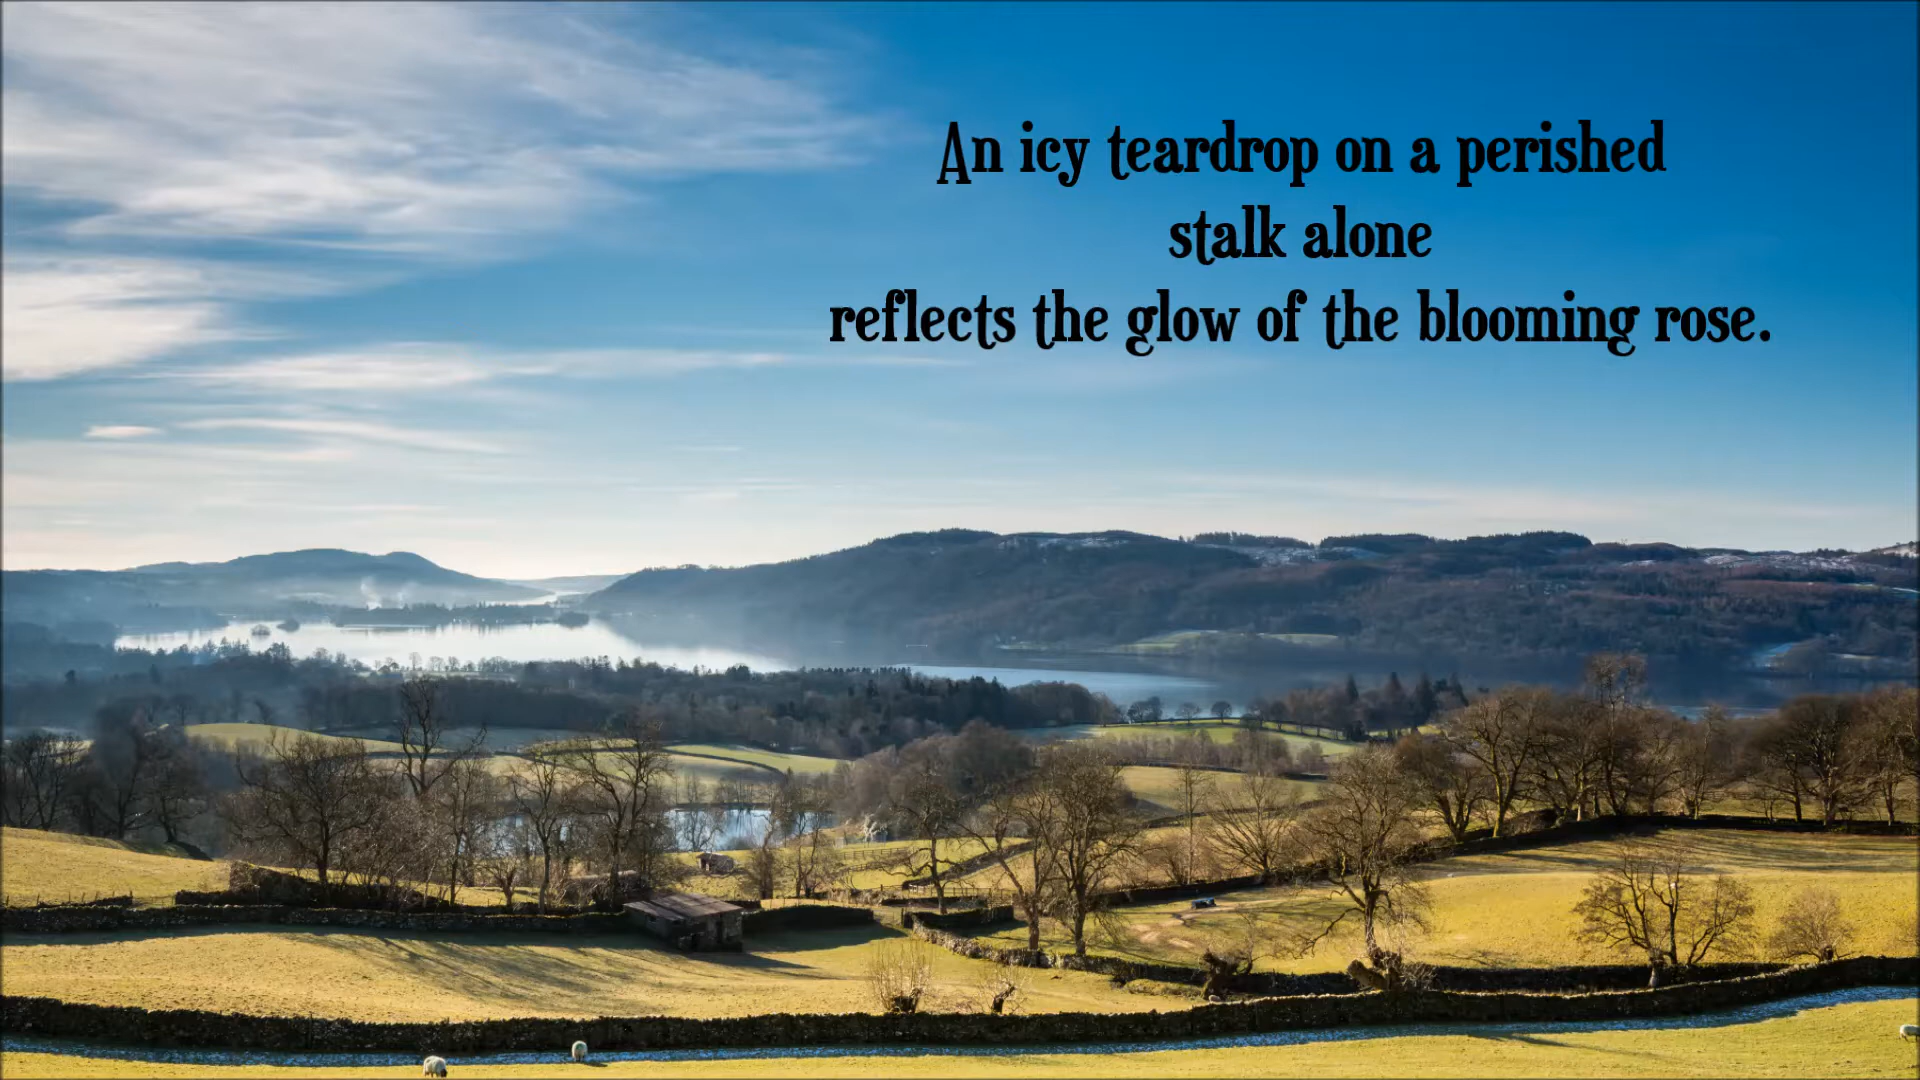 An icy teardrop on a perished
stalk alone
reflects the glow of the blooming rose.